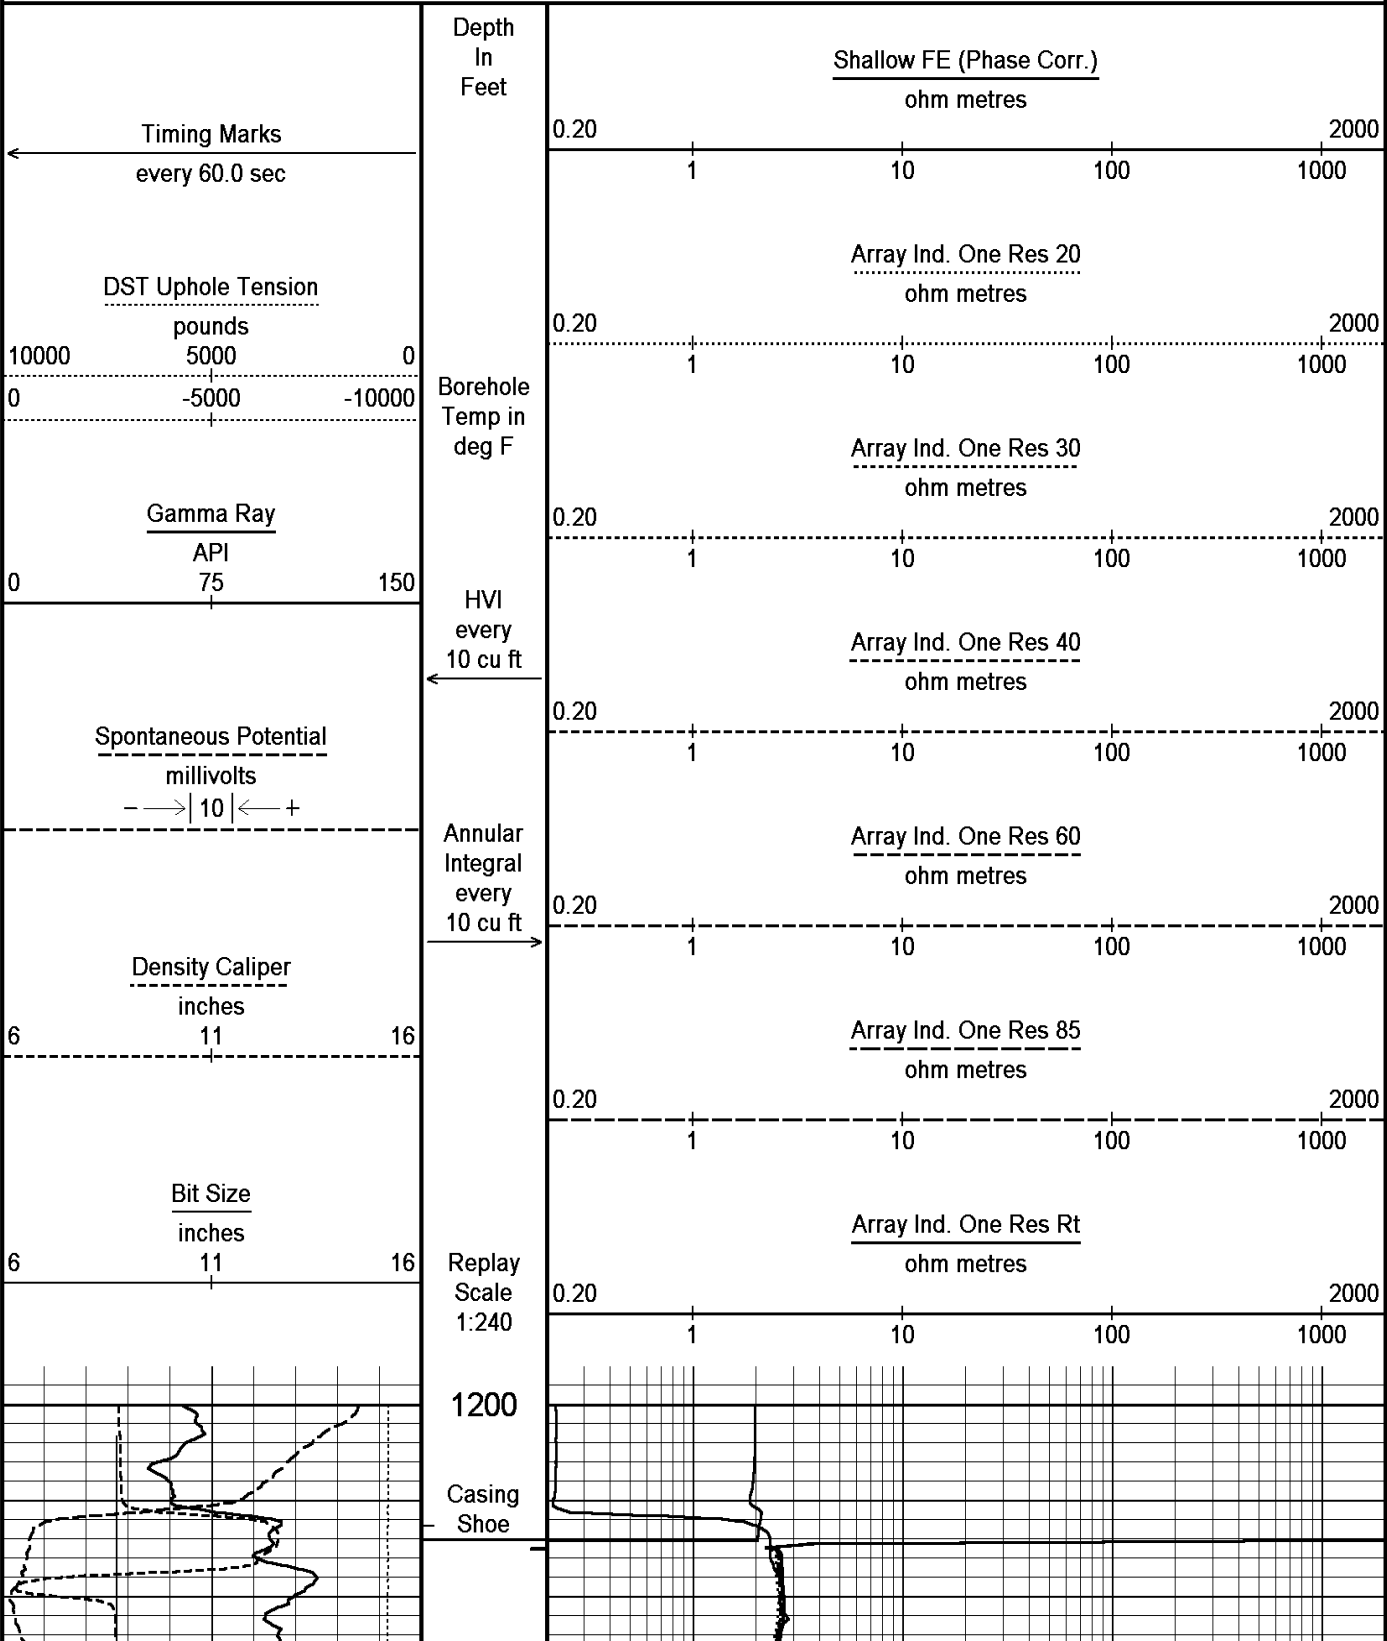 Timing Marks
every 60.0 sec
DST Uphole Tension
pounds
10000 5000 0
0 -5000 -10000
Gamma Ray
API
0 75 150
Spontaneous Potential
millivolts
− 10 +
Density Caliper
inches
6 11 16
Bit Size
inches
6 11 16
Depth
In
Feet
Borehole
Temp in
deg F
HVI
every
10 cu ft
Annular
Integral
every
10 cu ft
Replay
Scale
1:240
1200
Casing
Shoe
Shallow FE (Phase Corr.)
ohm metres
0.20 2000
1 10 100 1000
Array Ind. One Res 20
ohm metres
0.20 2000
1 10 100 1000
Array Ind. One Res 30
ohm metres
0.20 2000
1 10 100 1000
Array Ind. One Res 40
ohm metres
0.20 2000
1 10 100 1000
Array Ind. One Res 60
ohm metres
0.20 2000
1 10 100 1000
Array Ind. One Res 85
ohm metres
0.20 2000
1 10 100 1000
Array Ind. One Res Rt
ohm metres
0.20 2000
1 10 100 1000